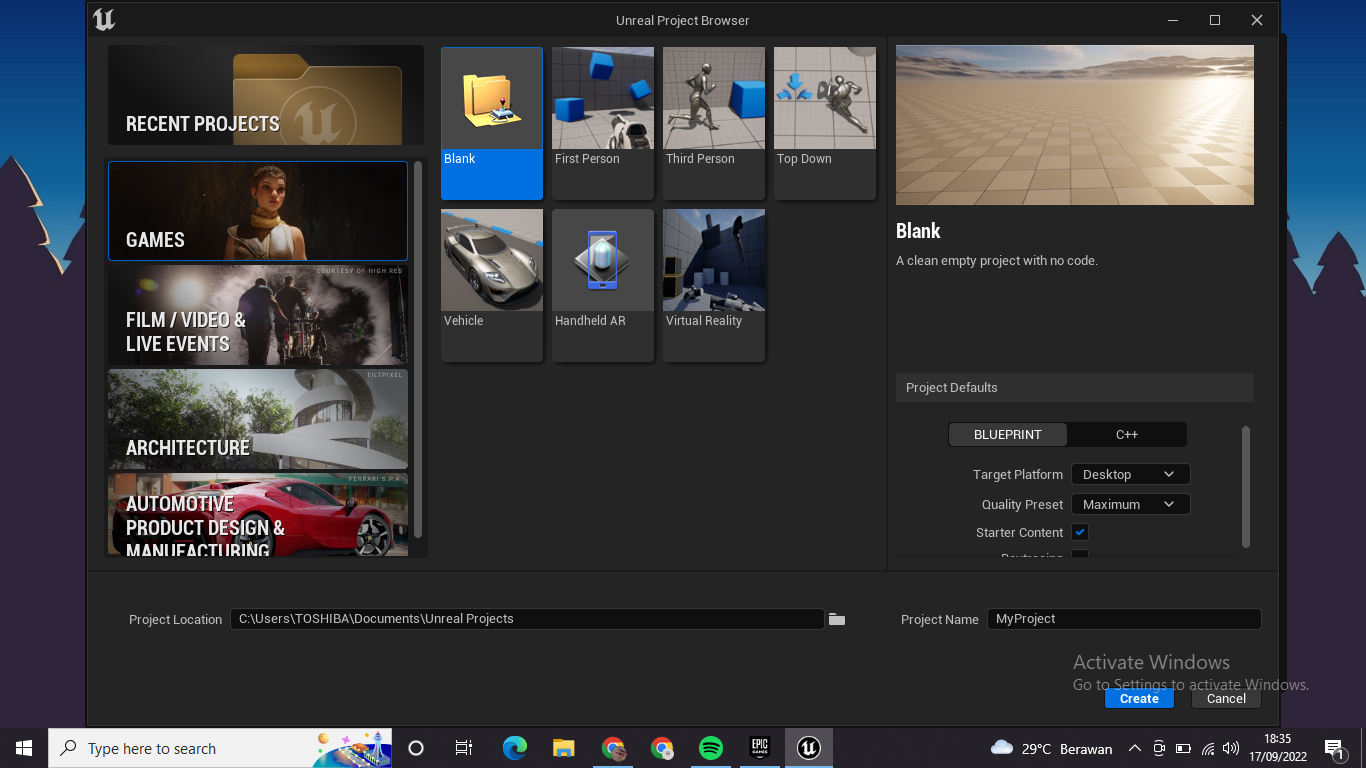 Unreal Project Browser
RECENT PROJECTS
GAMES
COURTESY OF HIGH RES
FILM / VIDEO &
LIVE EVENTS
TILTPIXEL
ARCHITECTURE
FERRARI S.P.A
AUTOMOTIVE
PRODUCT DESIGN &
MANUFACTURING
Blank
First Person
Third Person
Top Down
Vehicle
Handheld AR
Virtual Reality
Blank
A clean empty project with no code.
Project Defaults
BLUEPRINT C++
Target Platform Desktop
Quality Preset Maximum
Starter Content
Raytracing
Project Location C:\Users\TOSHIBA\Documents\Unreal Projects
Project Name MyProject
Activate Windows
Go to Settings to activate Windows.
Create Cancel
Type here to search
EPIC
GAMES
29°C Berawan
18:35
17/09/2022
1